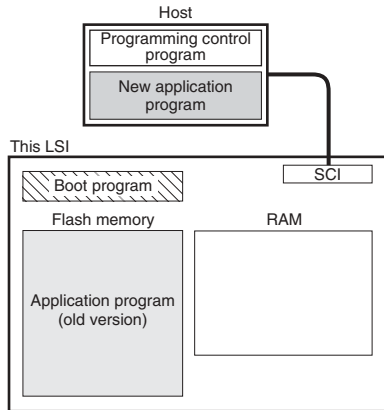 Host
Programming control
program
New application
program
This LSI
SCI
Boot program
Flash memory
RAM
Application program
(old version)